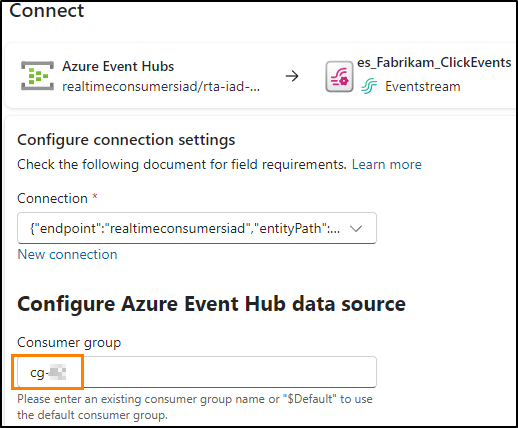 Connect
Azure Event Hubs
realtimeconsumersiad/rta-iad-...
es_Fabrikam_ClickEvents
Eventstream
Configure connection settings
Check the following document for field requirements. Learn more
Connection *
{"endpoint":"realtimeconsumersiad","entityPath":...
New connection
Configure Azure Event Hub data source
Consumer group
cg-
Please enter an existing consumer group name or "$Default" to use
the default consumer group.